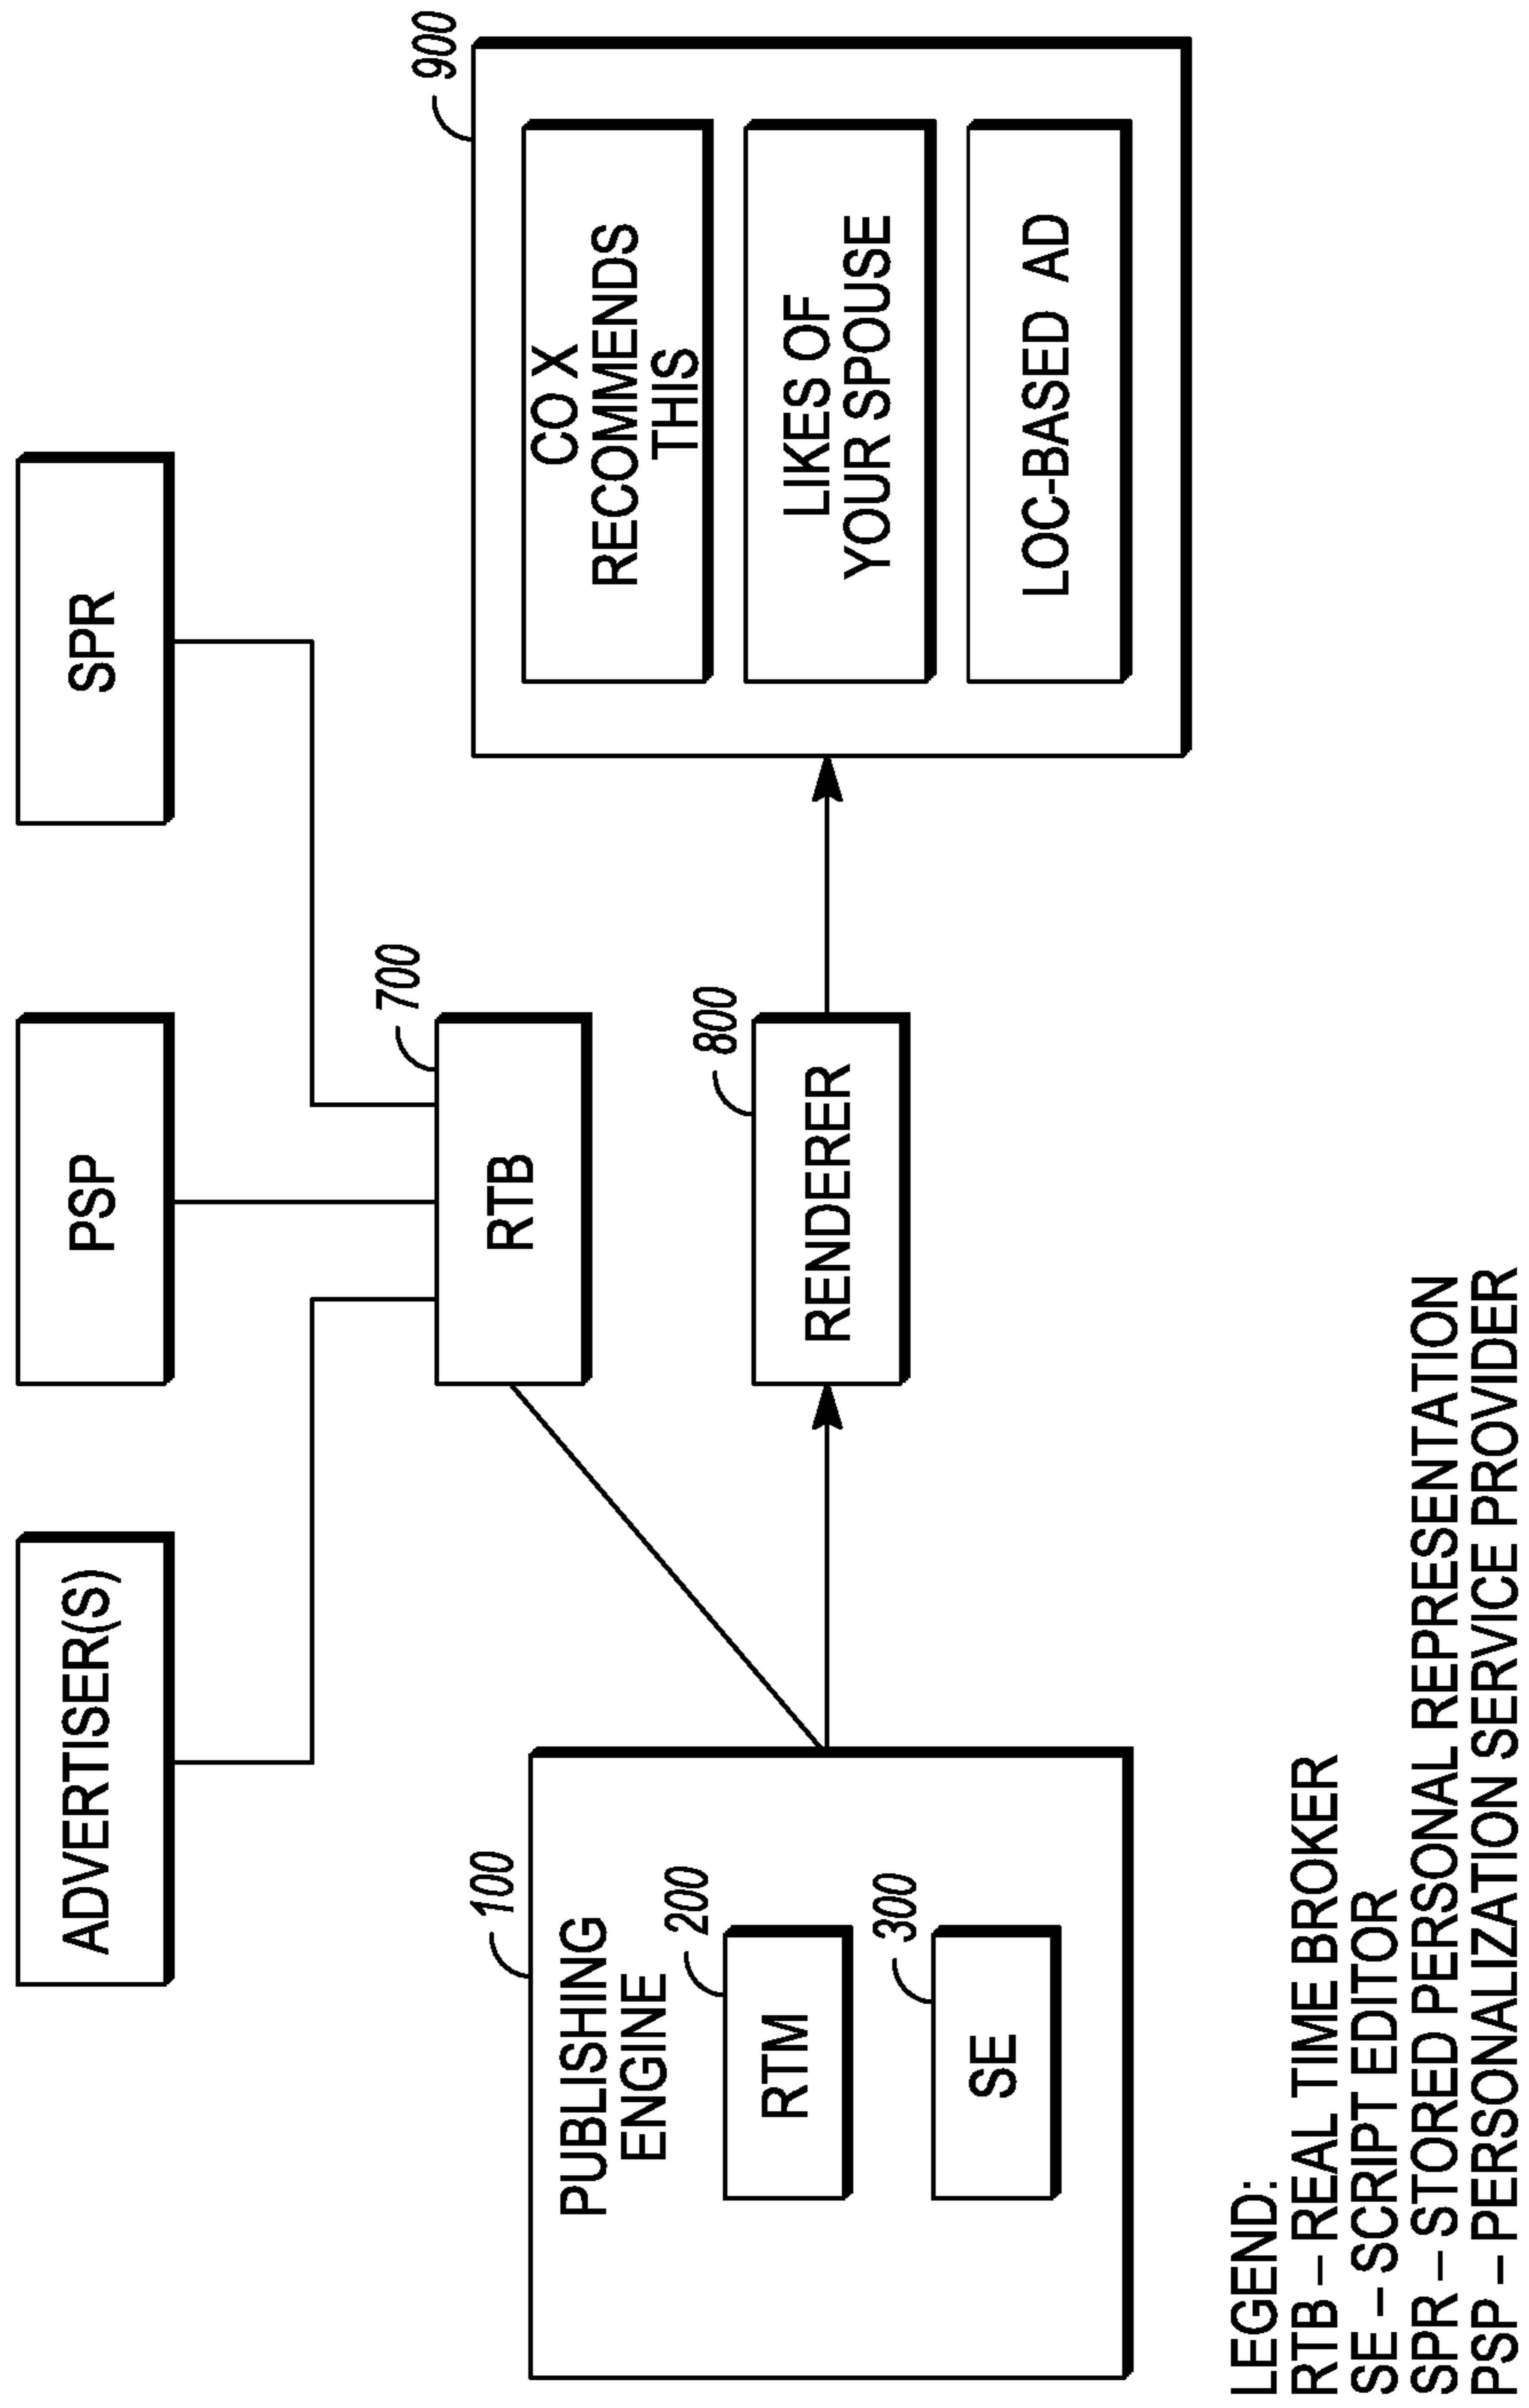 ADVERTISER(S)
PSP
SPR
700
RTB
100
PUBLISHING
ENGINE
200
RTM
300
SE
800
RENDERER
900
CO X
RECOMMENDS
THIS
LIKES OF
YOUR SPOUSE
LOC-BASED AD
LEGEND:
RTB – REAL TIME BROKER
SE – SCRIPT EDITOR
SPR – STORED PERSONAL REPRESENTATION
PSP – PERSONALIZATION SERVICE PROVIDER